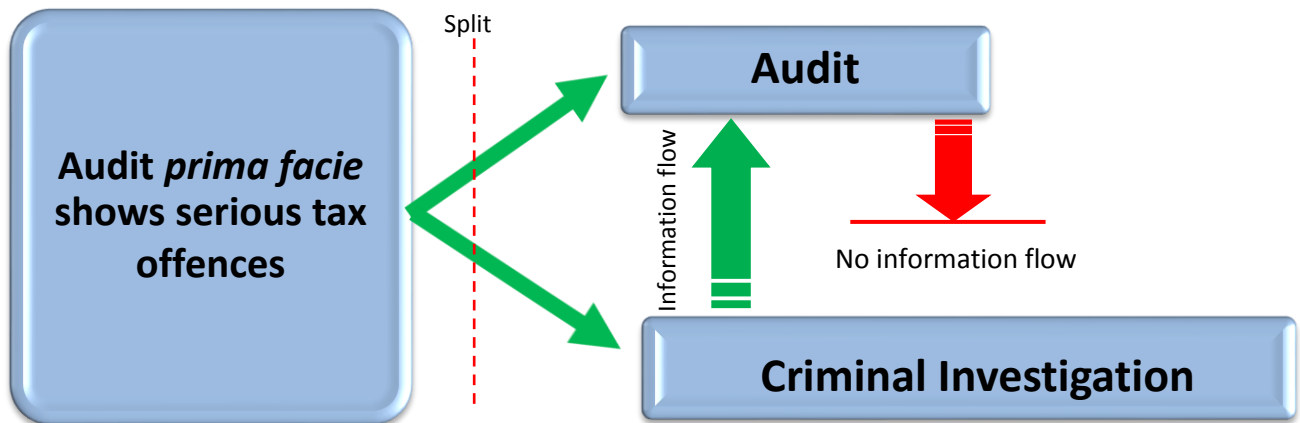 Audit prima facie
shows serious tax
offences
Split
Audit
Information flow
No information flow
Criminal Investigation